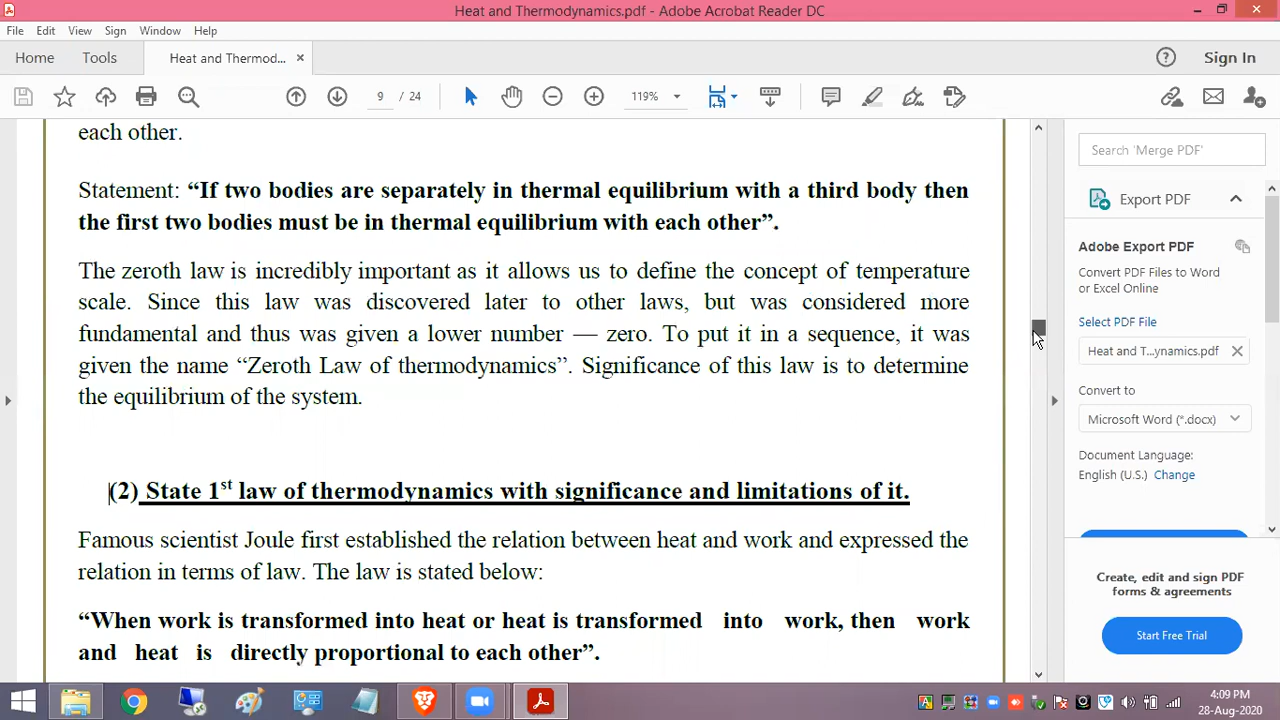 Heat and Thermodynamics.pdf - Adobe Acrobat Reader DC
File Edit View Sign Window Help
Home Tools Heat and Thermod... × Sign In
9 / 24 119%
each other.
Statement: “If two bodies are separately in thermal equilibrium with a third body then
the first two bodies must be in thermal equilibrium with each other”.
The zeroth law is incredibly important as it allows us to define the concept of temperature
scale. Since this law was discovered later to other laws, but was considered more
fundamental and thus was given a lower number — zero. To put it in a sequence, it was
given the name “Zeroth Law of thermodynamics”. Significance of this law is to determine
the equilibrium of the system.
(2) State 1st law of thermodynamics with significance and limitations of it.
Famous scientist Joule first established the relation between heat and work and expressed the
relation in terms of law. The law is stated below:
“When work is transformed into heat or heat is transformed into work, then work
and heat is directly proportional to each other”.
Search 'Merge PDF'
Export PDF
Adobe Export PDF
Convert PDF Files to Word
or Excel Online
Select PDF File
Heat and T...ynamics.pdf
Convert to
Microsoft Word (*.docx)
Document Language:
English (U.S.) Change
Create, edit and sign PDF
forms & agreements
Start Free Trial
4:09 PM
28-Aug-2020